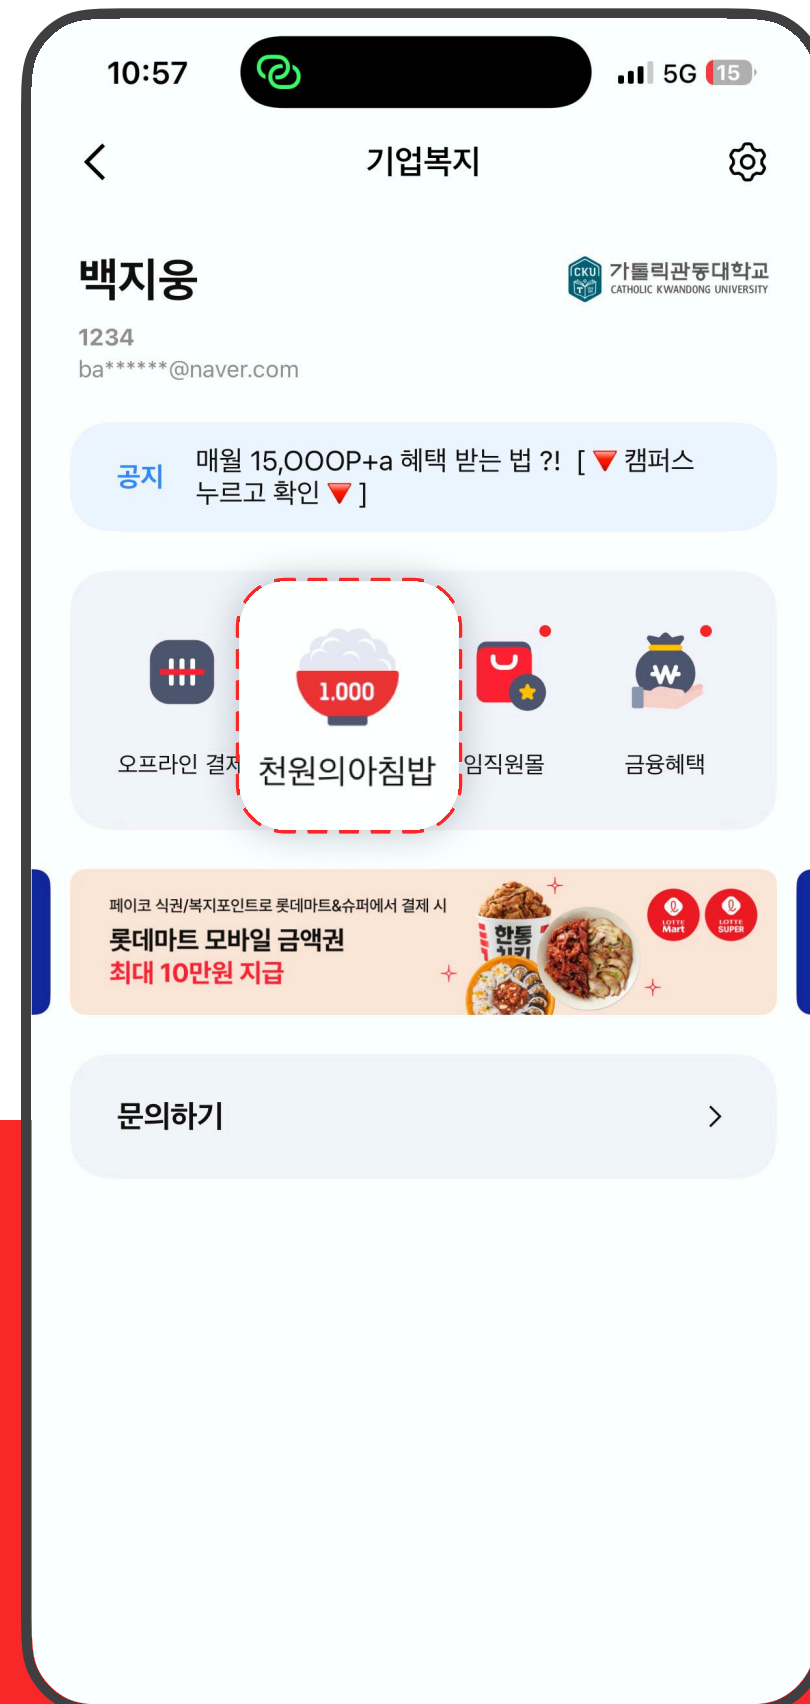 10:57
5G
15
기업복지
백지웅
CKU
가톨릭관동대학교
CATHOLIC KWANDONG UNIVERSITY
1234
ba******@naver.com
공지
매월 15,OOOP+a 혜택 받는 법 ?! [ 🔻 캠퍼스
누르고 확인 🔻 ]
1.000
오프라인 결제
천원의아침밥
임직원몰
금융혜택
페이코 식권/복지포인트로 롯데마트&슈퍼에서 결제 시
롯데마트 모바일 금액권
최대 10만원 지급
한통
치킨
LOTTE
Mart
LOTTE
SUPER
문의하기